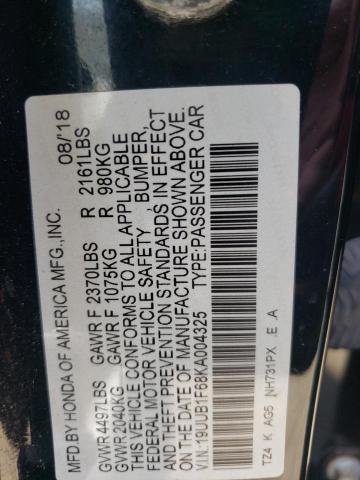 MFD.BY HONDA OF AMERICA MFG.,INC. 08/'18
GVWR 4497LBS GAWR F 2370LBS R 2161LBS
GVWR 2040KG GAWR F 1075KG R 980KG
THIS VEHICLE CONFORMS TO ALL APPLICABLE
FEDERAL MOTOR VEHICLE SAFETY , BUMPER,
AND THEFT PREVENTION STANDARDS IN EFFECT
ON THE DATE OF MANUFACTURE SHOWN ABOVE.
V.I.N:19UUB1F68KA004325 TYPE:PASSENGER CAR
TZ4 K AG5 NH731PX E A